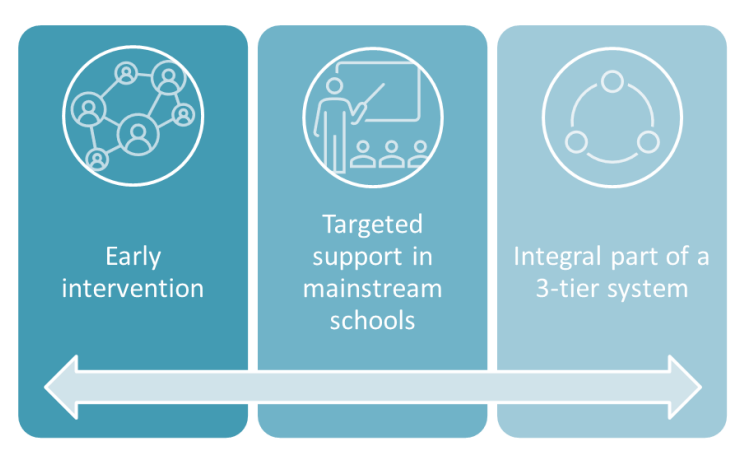 Early
intervention
Targeted
support in
mainstream
schools
Integral part of a
3-tier system